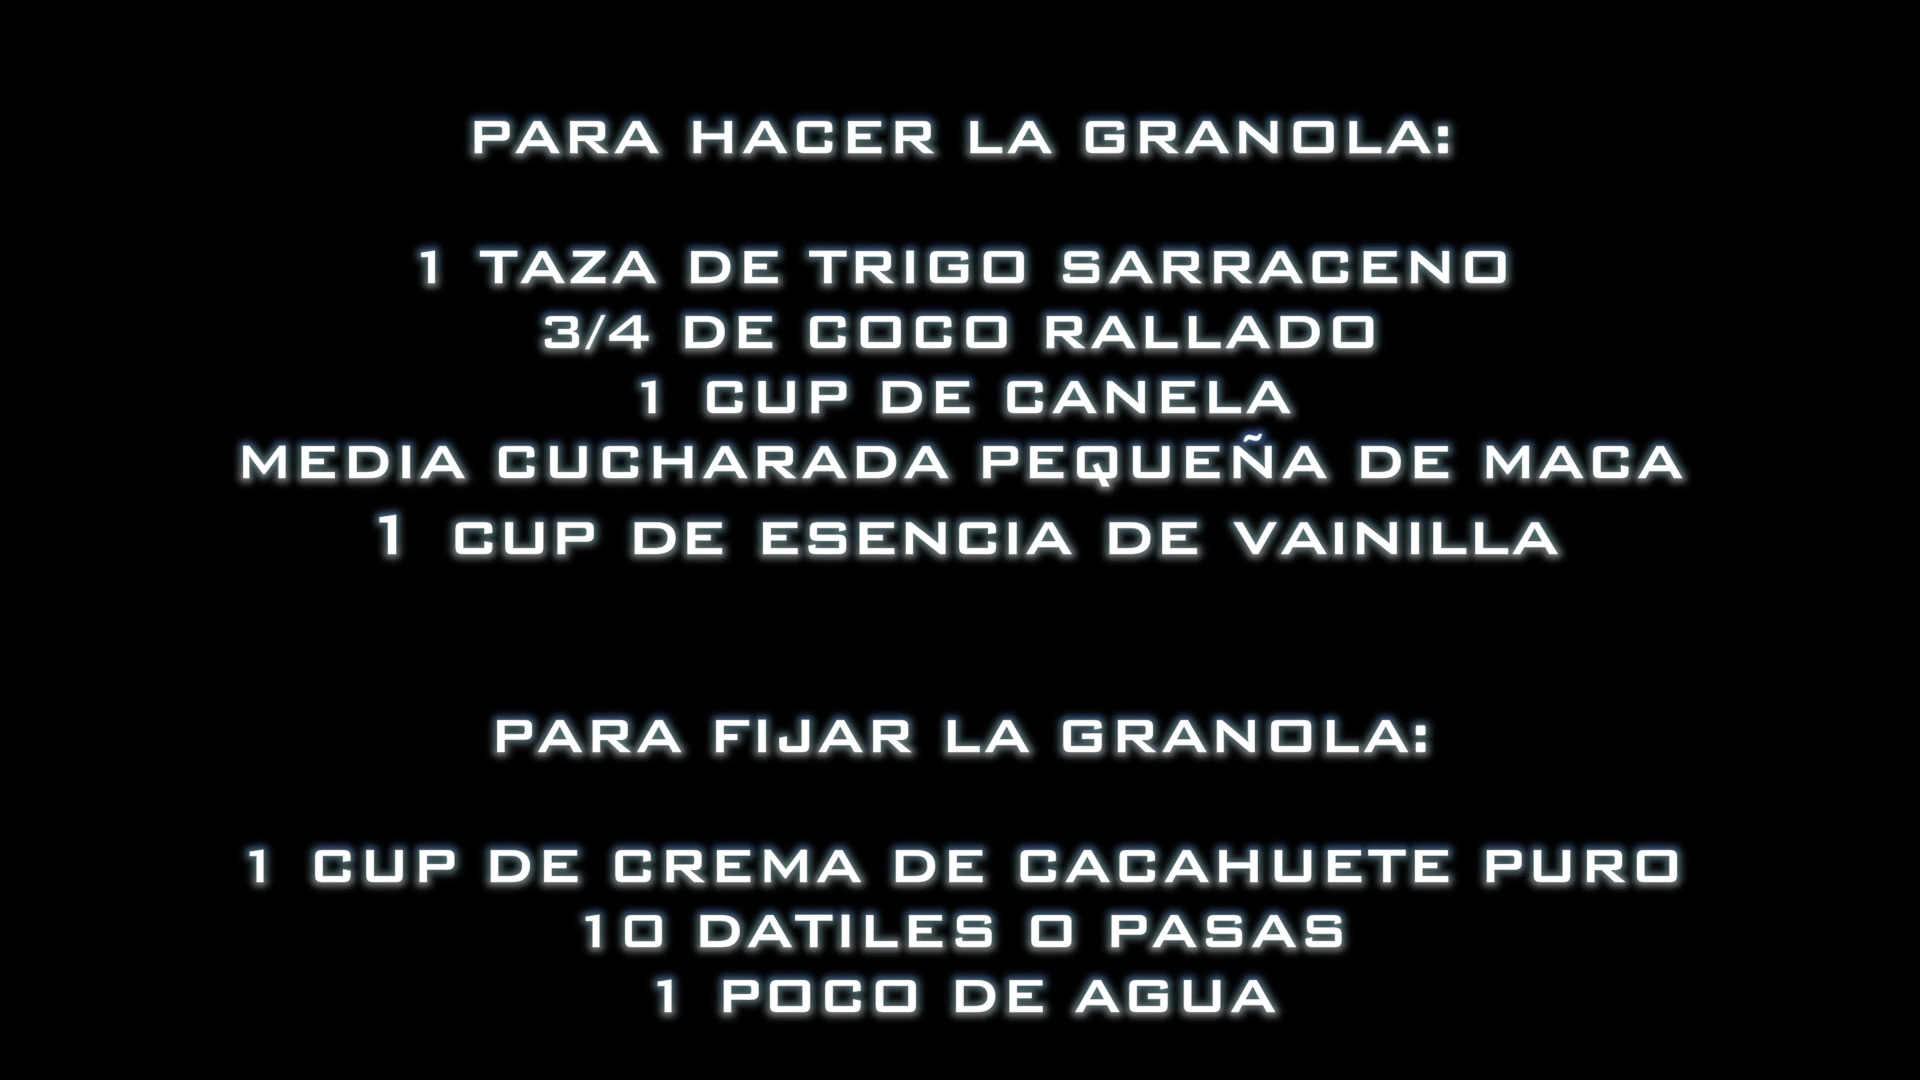 PARA HACER LA GRANOLA:
1 TAZA DE TRIGO SARRACENO
3/4 DE COCO RALLADO
1 CUP DE CANELA
MEDIA CUCHARADA PEQUEÑA DE MACA
1 CUP DE ESENCIA DE VAINILLA
PARA FIJAR LA GRANOLA:
1 CUP DE CREMA DE CACAHUETE PURO
10 DATILES O PASAS
1 POCO DE AGUA